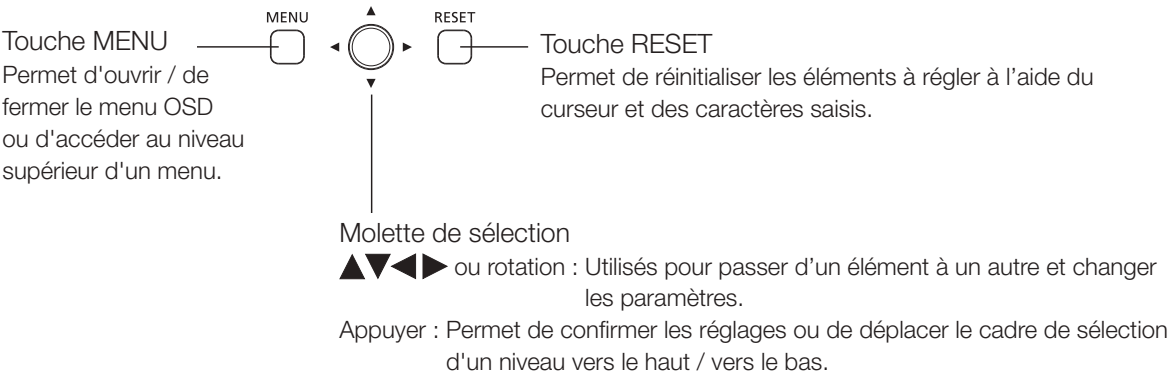 MENU
RESET
Touche MENU
Permet d'ouvrir / de
fermer le menu OSD
ou d'accéder au niveau
supérieur d'un menu.
Touche RESET
Permet de réinitialiser les éléments à régler à l’aide du
curseur et des caractères saisis.
Molette de sélection
▲▼◀▶ ou rotation : Utilisés pour passer d’un élément à un autre et changer
les paramètres.
Appuyer : Permet de confirmer les réglages ou de déplacer le cadre de sélection
d'un niveau vers le haut / vers le bas.